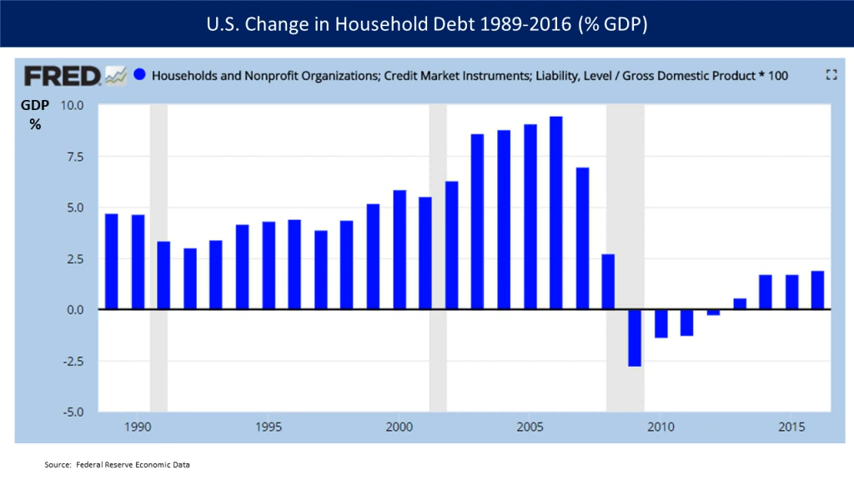 U.S. Change in Household Debt 1989-2016 (% GDP)
FRED Households and Nonprofit Organizations; Credit Market Instruments; Liability, Level / Gross Domestic Product * 100
GDP
%
10.0
7.5
5.0
2.5
0.0
-2.5
-5.0
1990 1995 2000 2005 2010 2015
Source: Federal Reserve Economic Data